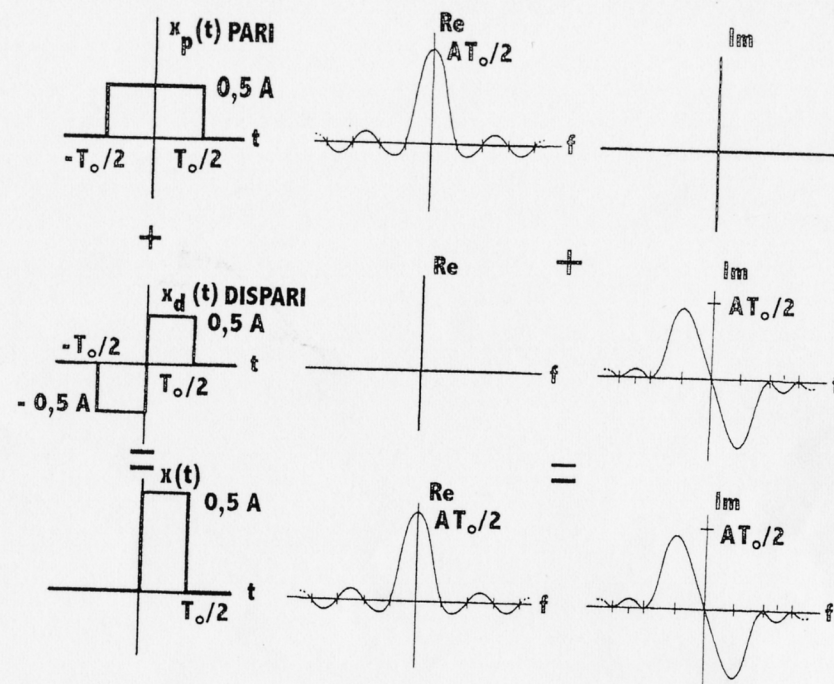 x_p(t) PARI
0,5 A
t
-T_o/2
T_o/2
Re
AT_o/2
f
Im
+
x_d(t) DISPARI
0,5 A
-T_o/2
t
T_o/2
- 0,5 A
Re
f
+
Im
AT_o/2
f
=
x(t)
0,5 A
t
T_o/2
Re
AT_o/2
f
=
Im
AT_o/2
f